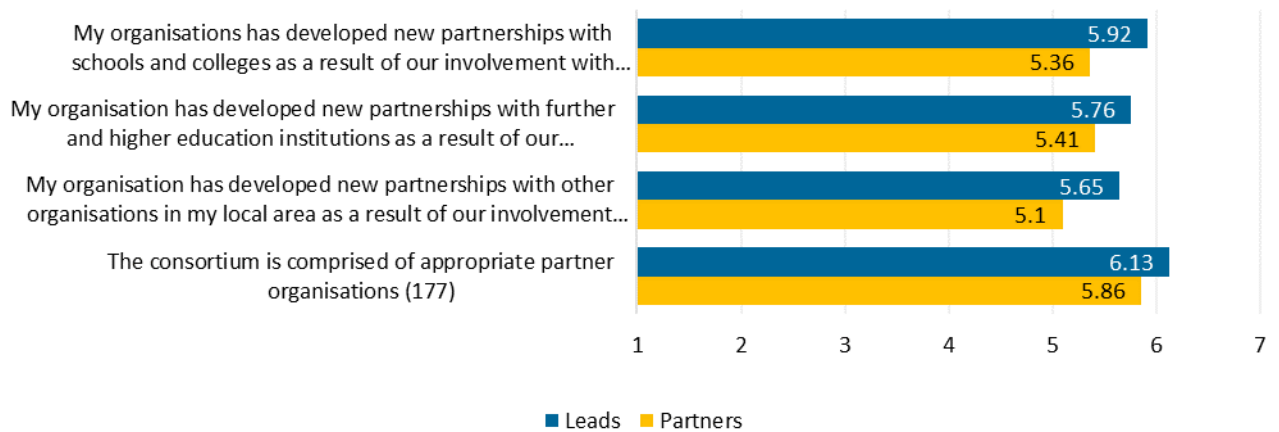 My organisations has developed new partnerships with
schools and colleges as a result of our involvement with...
5.92
5.36
My organisation has developed new partnerships with further
and higher education institutions as a result of our...
5.76
5.41
My organisation has developed new partnerships with other
organisations in my local area as a result of our involvement...
5.65
5.1
The consortium is comprised of appropriate partner
organisations (177)
6.13
5.86
1 2 3 4 5 6 7
Leads Partners